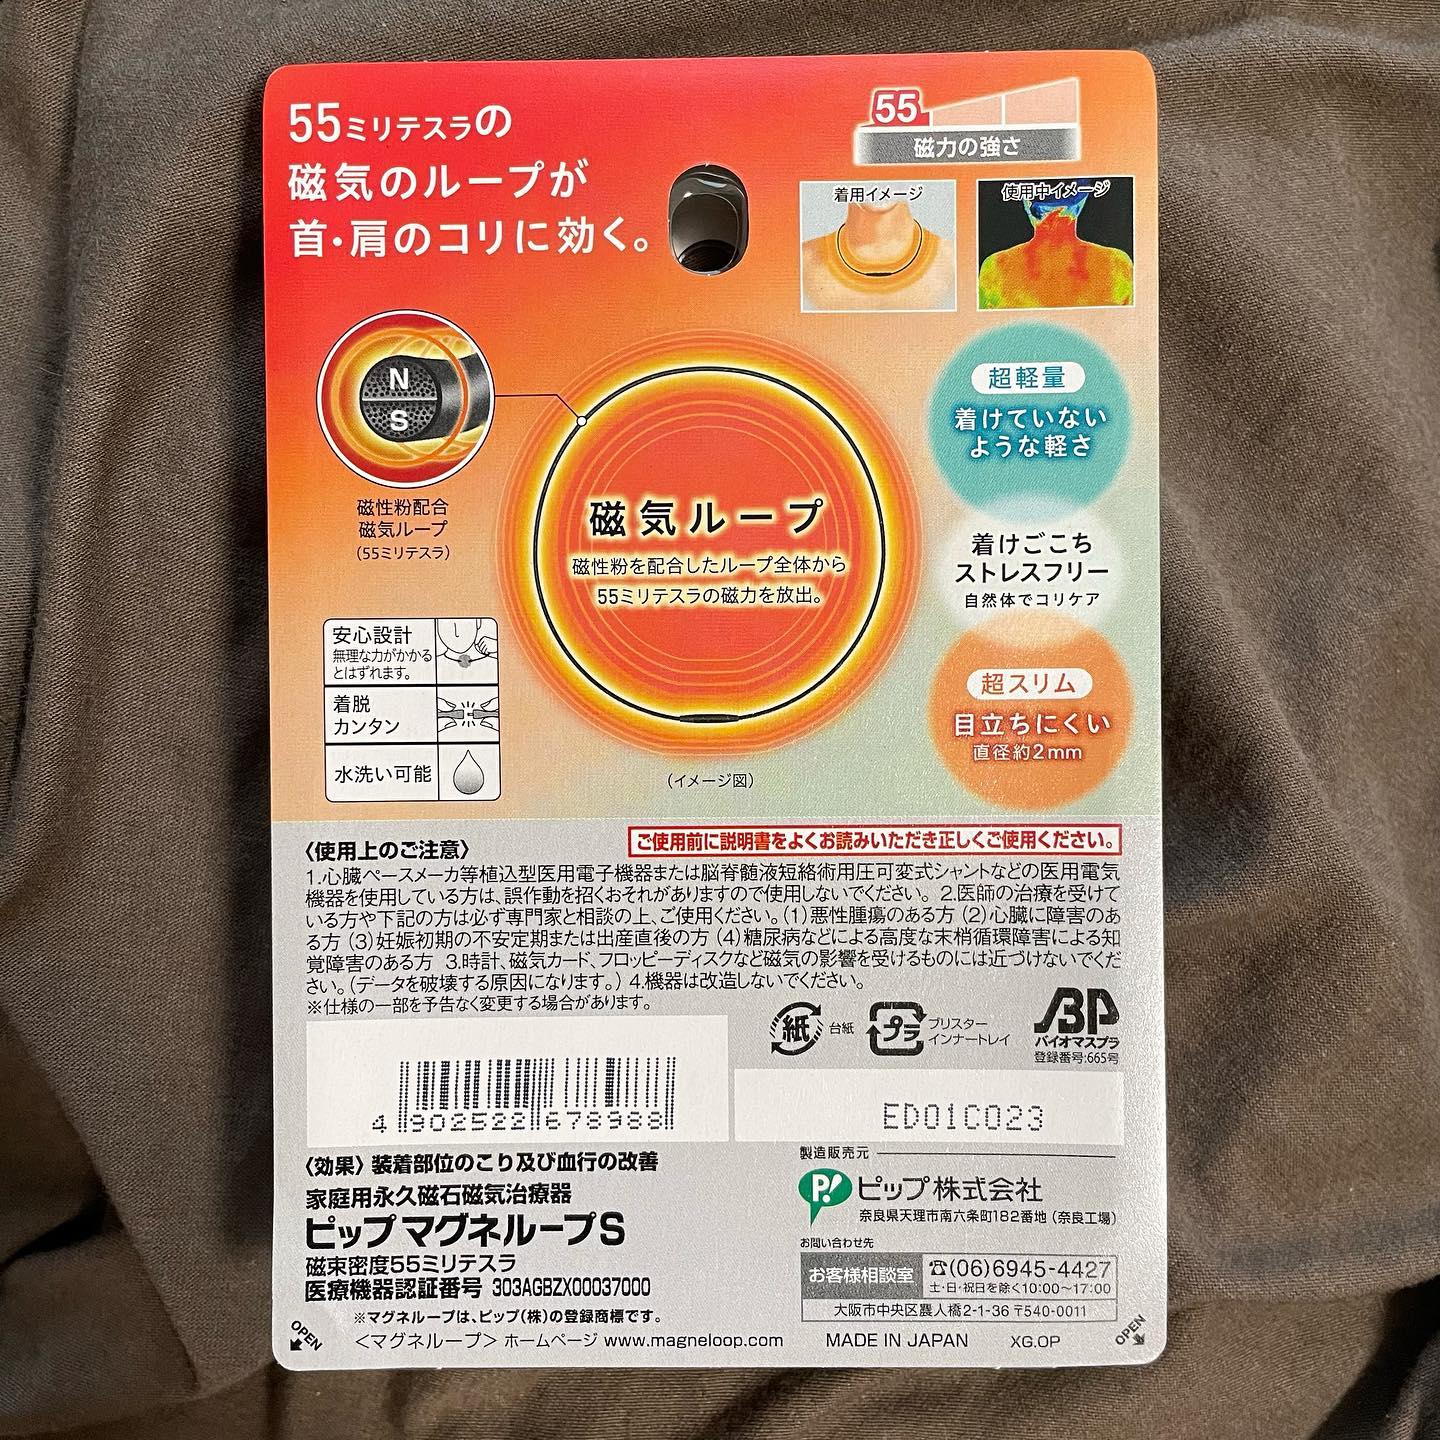 55ミリテスラの
磁気のループが
首・肩のコリに効く。
55
磁力の強さ
着用イメージ
使用中イメージ
N
S
磁性粉配合
磁気ループ
(55ミリテスラ)
磁気ループ
磁性粉を配合したループ全体から
55ミリテスラの磁力を放出。
(イメージ図)
超軽量
着けていない
ような軽さ
着けごこち
ストレスフリー
自然体でコリケア
超スリム
目立ちにくい
直径約2mm
安心設計
無理な力がかかる
とはずれます。
着脱
カンタン
水洗い可能
〈使用上のご注意〉
ご使用前に説明書をよくお読みいただき正しくご使用ください。
1.心臓ペースメーカ等植込型医用電子機器または脳脊髄液短絡術用圧可変式シャントなどの医用電気
機器を使用している方は、誤作動を招くおそれがありますので使用しないでください。 2.医師の治療を受けて
いる方や下記の方は必ず専門家と相談の上、ご使用ください。(1)悪性腫瘍のある方 (2)心臓に障害のあ
る方 (3)妊娠初期の不安定期または出産直後の方 (4)糖尿病などによる高度な末梢循環障害による知
覚障害のある方 3.時計、磁気カード、フロッピーディスクなど磁気の影響を受けるものには近づけないでくだ
さい。(データを破壊する原因になります。) 4.機器は改造しないでください。
※仕様の一部を予告なく変更する場合があります。
紙
台紙
プラ
ブリスター
インナートレイ
BP
バイオマスプラ
登録番号:665号
4 902522 678988
ED01C023
〈効果〉装着部位のこり及び血行の改善
家庭用永久磁石磁気治療器
ピップマグネループS
磁束密度55ミリテスラ
医療機器認証番号 303AGBZX00037000
※マグネループは、ピップ(株)の登録商標です。
<マグネループ> ホームページ www.magneloop.com
製造販売元
P!
ピップ株式会社
奈良県天理市南六条町182番地(奈良工場)
お問い合わせ先
お客様相談室
☎(06)6945-4427
土・日・祝日を除く10:00〜17:00
大阪市中央区農人橋2-1-36 〒540-0011
MADE IN JAPAN
XG.OP
OPEN
OPEN